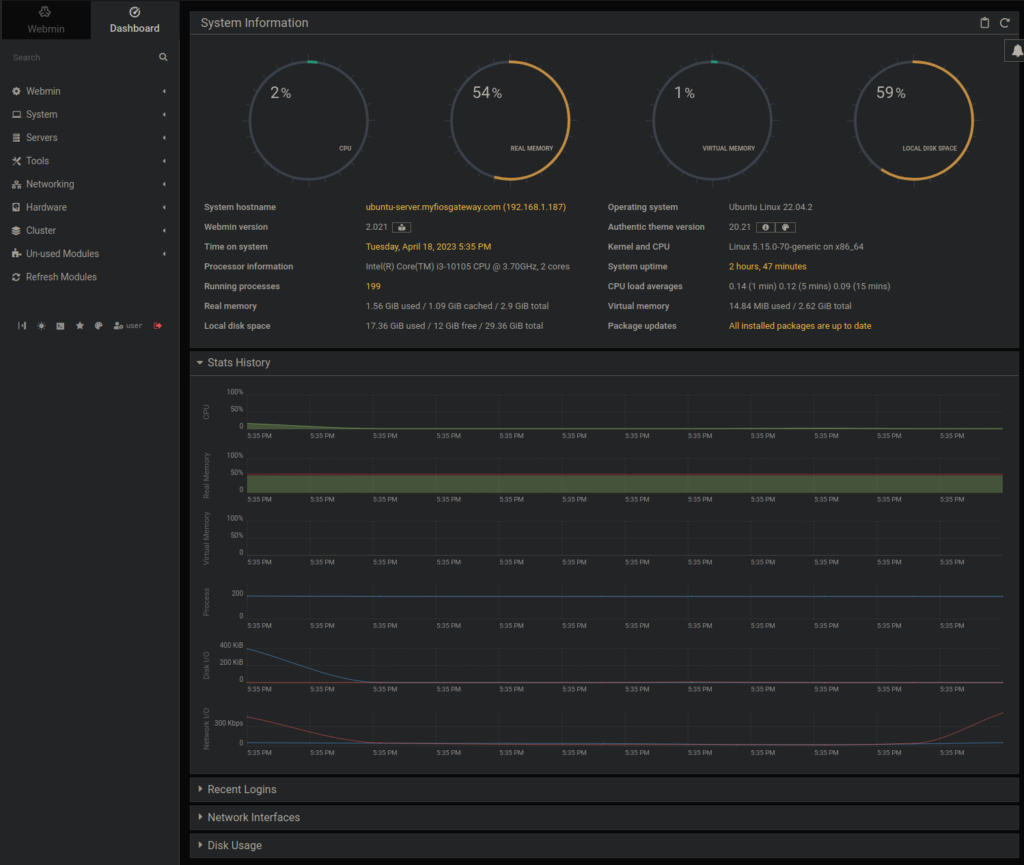 Webmin
Dashboard
Search
Webmin
System
Servers
Tools
Networking
Hardware
Cluster
Un-used Modules
Refresh Modules
user
System Information
2%
CPU
54%
REAL MEMORY
1%
VIRTUAL MEMORY
59%
LOCAL DISK SPACE
System hostname ubuntu-server.myfiosgateway.com (192.168.1.187) Operating system Ubuntu Linux 22.04.2
Webmin version 2.021 Authentic theme version 20.21
Time on system Tuesday, April 18, 2023 5:35 PM Kernel and CPU Linux 5.15.0-70-generic on x86_64
Processor information Intel(R) Core(TM) i3-10105 CPU @ 3.70GHz, 2 cores System uptime 2 hours, 47 minutes
Running processes 199 CPU load averages 0.14 (1 min) 0.12 (5 mins) 0.09 (15 mins)
Real memory 1.56 GiB used / 1.09 GiB cached / 2.9 GiB total Virtual memory 14.84 MiB used / 2.62 GiB total
Local disk space 17.36 GiB used / 12 GiB free / 29.36 GiB total Package updates All installed packages are up to date
Stats History
CPU
100%
50%
0
5:35 PM 5:35 PM 5:35 PM 5:35 PM 5:35 PM 5:35 PM 5:35 PM 5:35 PM 5:35 PM 5:35 PM 5:35 PM 5:35 PM
Real Memory
100%
50%
0
5:35 PM 5:35 PM 5:35 PM 5:35 PM 5:35 PM 5:35 PM 5:35 PM 5:35 PM 5:35 PM 5:35 PM 5:35 PM 5:35 PM
Virtual Memory
100%
50%
0
5:35 PM 5:35 PM 5:35 PM 5:35 PM 5:35 PM 5:35 PM 5:35 PM 5:35 PM 5:35 PM 5:35 PM 5:35 PM 5:35 PM
Process
200
0
5:35 PM 5:35 PM 5:35 PM 5:35 PM 5:35 PM 5:35 PM 5:35 PM 5:35 PM 5:35 PM 5:35 PM 5:35 PM 5:35 PM
Disk I/O
400 KiB
200 KiB
0
5:35 PM 5:35 PM 5:35 PM 5:35 PM 5:35 PM 5:35 PM 5:35 PM 5:35 PM 5:35 PM 5:35 PM 5:35 PM 5:35 PM
Network I/O
300 Kbps
0
5:35 PM 5:35 PM 5:35 PM 5:35 PM 5:35 PM 5:35 PM 5:35 PM 5:35 PM 5:35 PM 5:35 PM 5:35 PM 5:35 PM
Recent Logins
Network Interfaces
Disk Usage